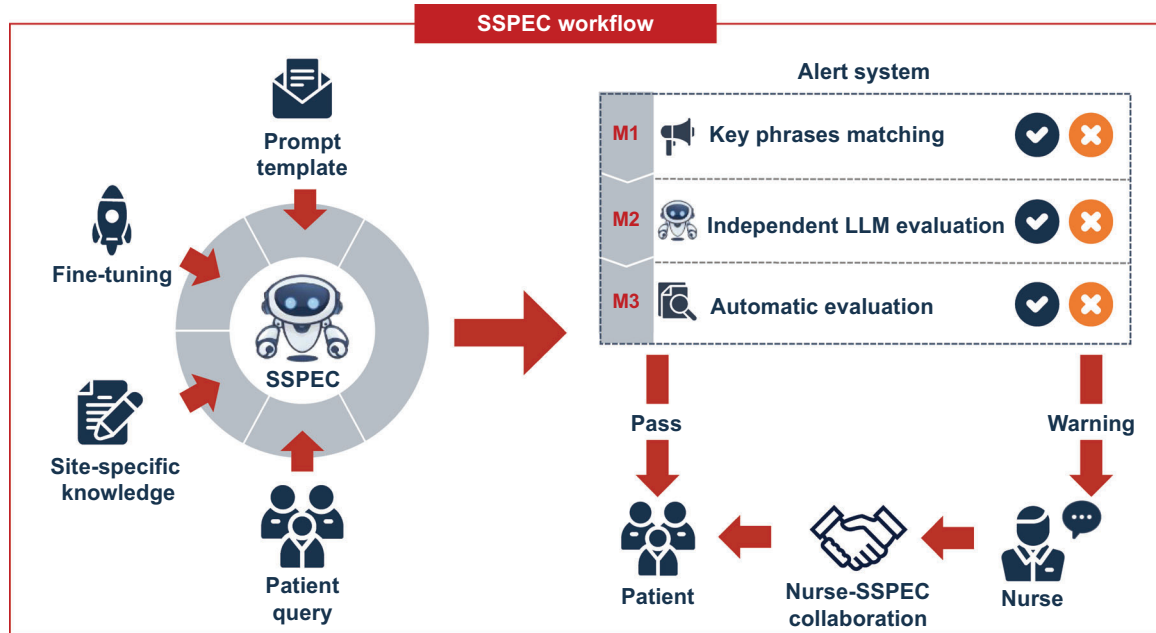 SSPEC workflow
Prompt
template
Fine-tuning
SSPEC
Site-specific
knowledge
Patient
query
Alert system
M1
Key phrases matching
M2
Independent LLM evaluation
M3
Automatic evaluation
Pass
Warning
Patient
Nurse-SSPEC
collaboration
Nurse